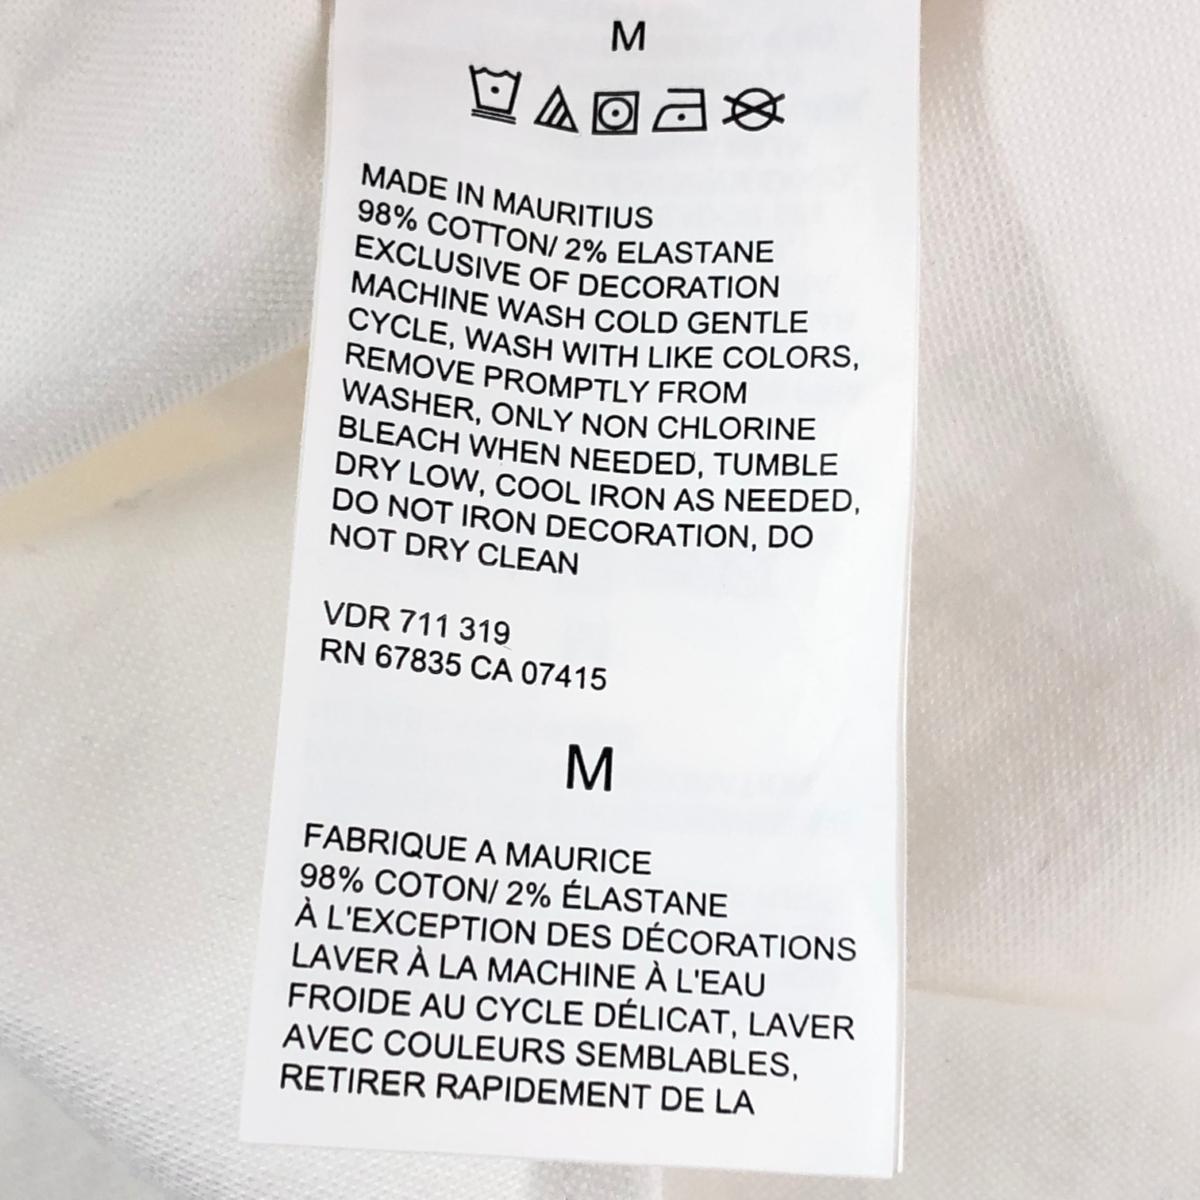 M
MADE IN MAURITIUS
98% COTTON/ 2% ELASTANE
EXCLUSIVE OF DECORATION
MACHINE WASH COLD GENTLE
CYCLE, WASH WITH LIKE COLORS,
REMOVE PROMPTLY FROM
WASHER, ONLY NON CHLORINE
BLEACH WHEN NEEDED, TUMBLE
DRY LOW, COOL IRON AS NEEDED,
DO NOT IRON DECORATION, DO
NOT DRY CLEAN
VDR 711 319
RN 67835 CA 07415
M
FABRIQUE A MAURICE
98% COTON/ 2% ÉLASTANE
À L'EXCEPTION DES DÉCORATIONS
LAVER À LA MACHINE À L'EAU
FROIDE AU CYCLE DÉLICAT, LAVER
AVEC COULEURS SEMBLABLES,
RETIRER RAPIDEMENT DE LA